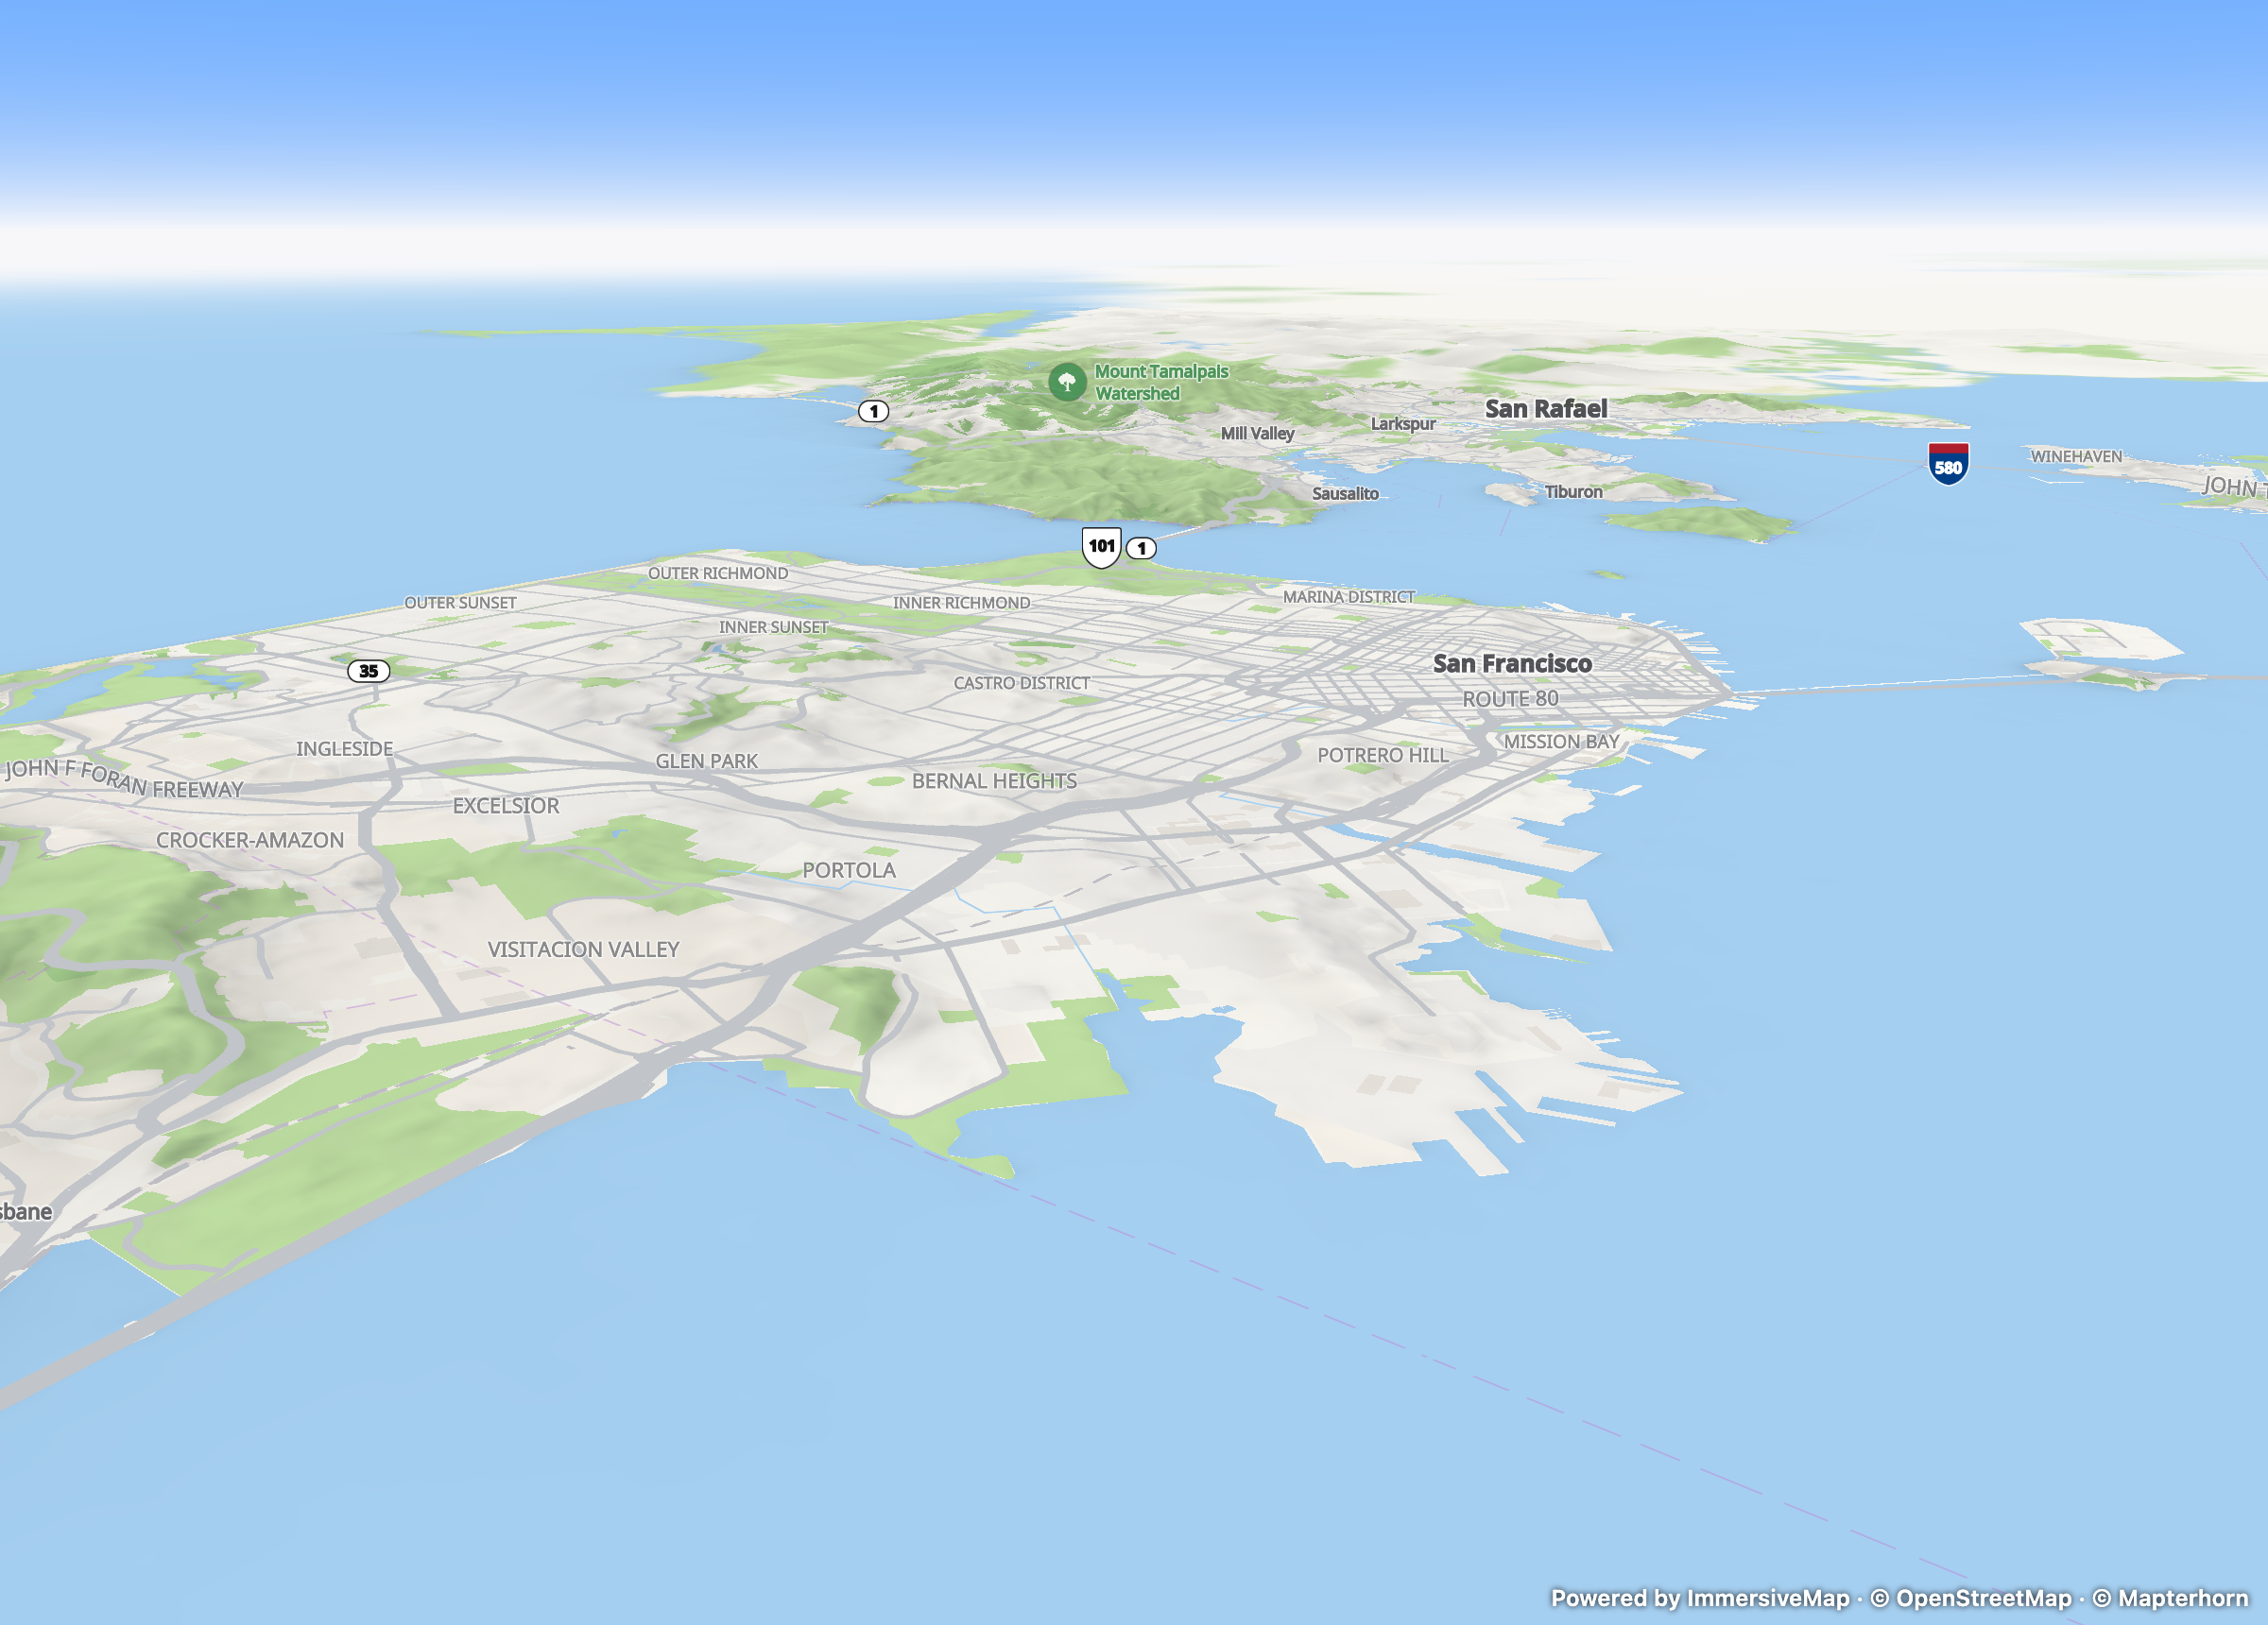 Mount Tamalpais
Watershed
1
San Rafael
Larkspur
Mill Valley
WINEHAVEN
580
JOHN
Sausalito
Tiburon
101
1
OUTER RICHMOND
OUTER SUNSET
INNER RICHMOND
MARINA DISTRICT
INNER SUNSET
35
San Francisco
CASTRO DISTRICT
ROUTE 80
INGLESIDE
MISSION BAY
GLEN PARK
POTRERO HILL
JOHN F FORAN FREEWAY
BERNAL HEIGHTS
EXCELSIOR
CROCKER-AMAZON
PORTOLA
VISITACION VALLEY
sbane
Powered by ImmersiveMap · © OpenStreetMap · © Mapterhorn